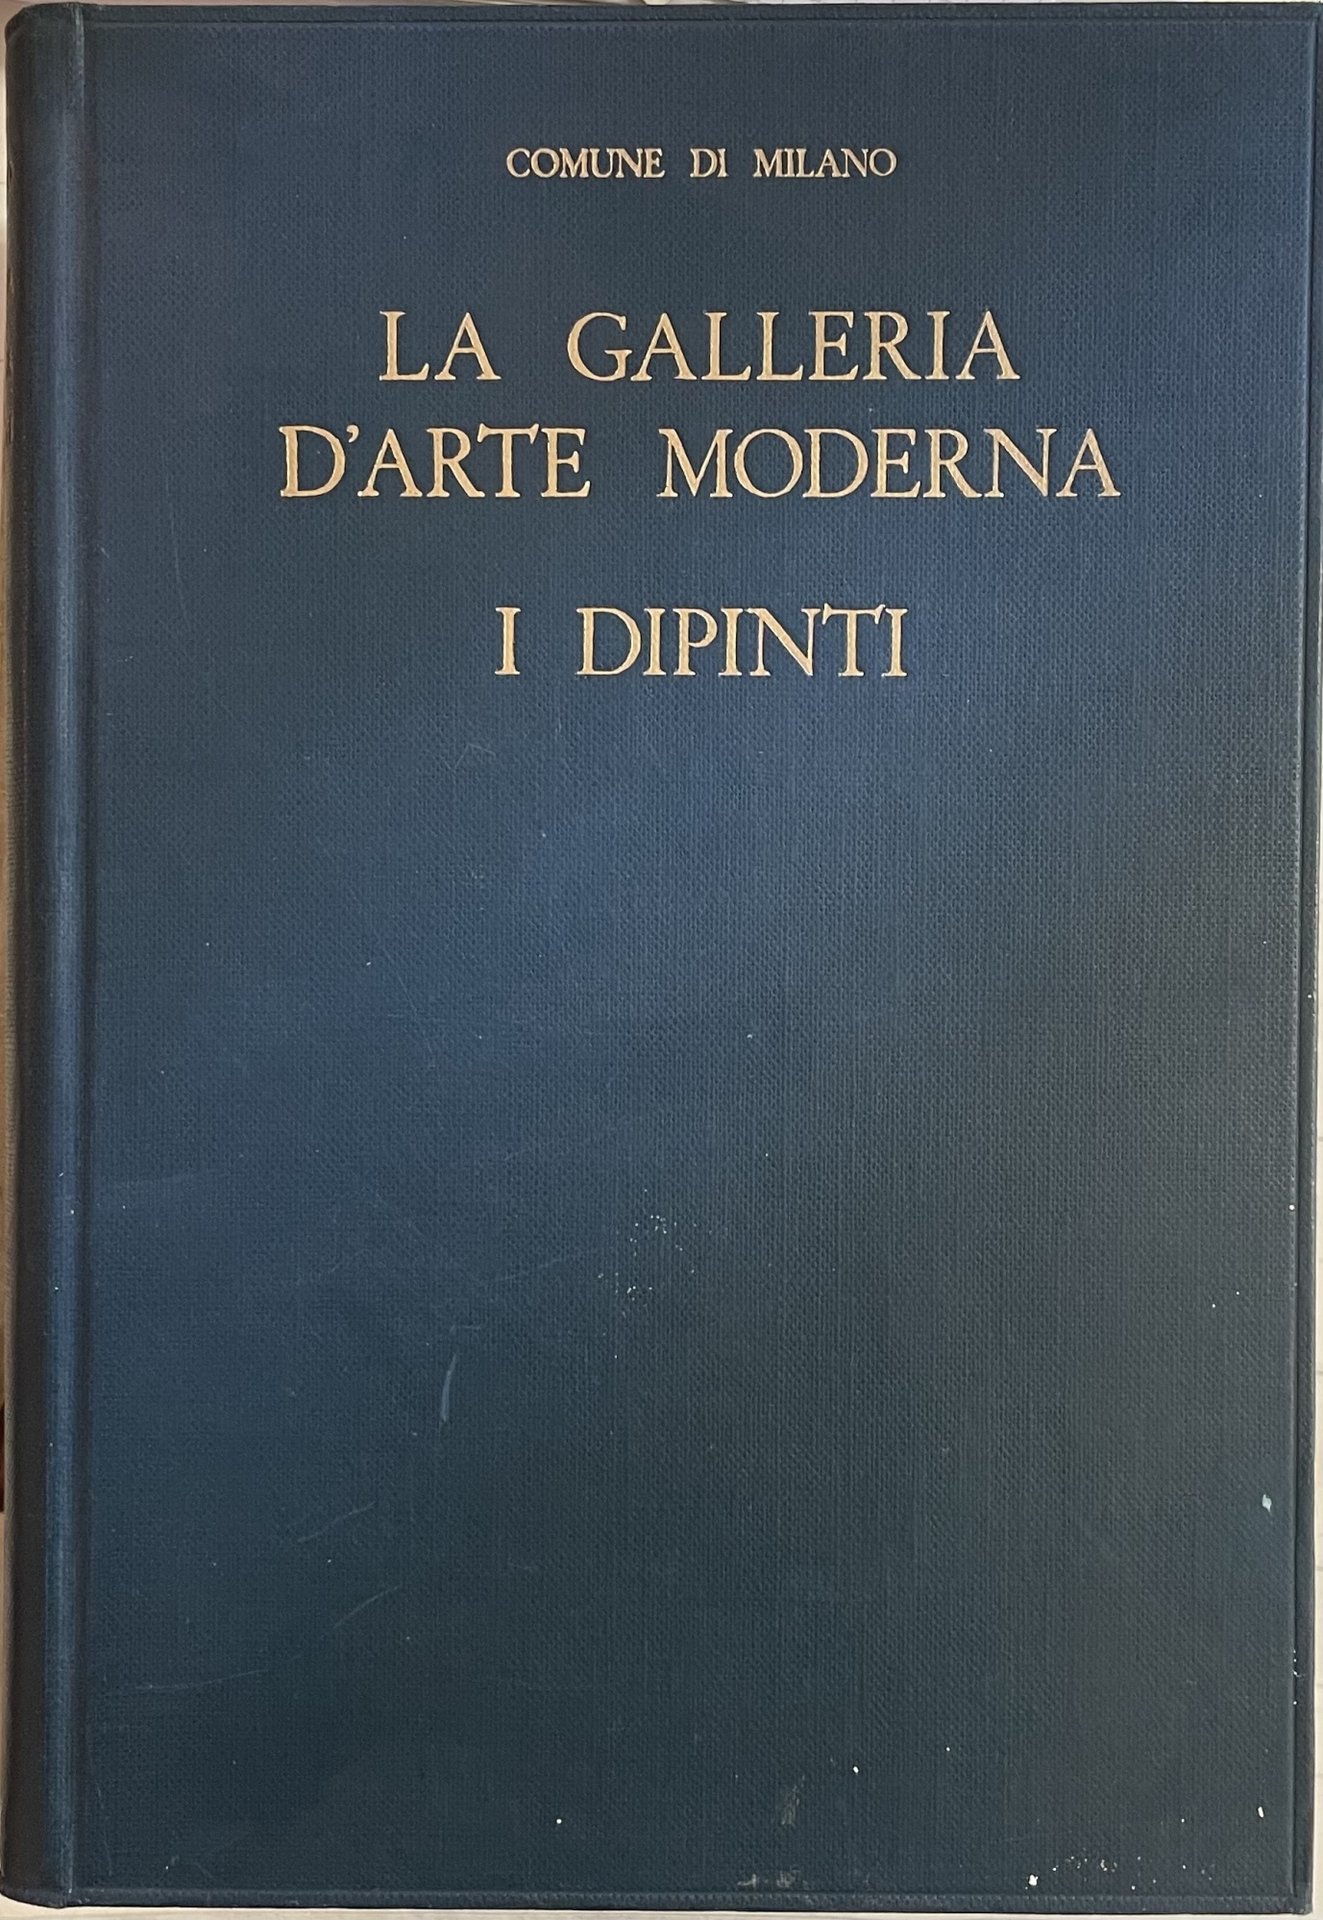 COMUNE DI MILANO
LA GALLERIA
D'ARTE MODERNA
I DIPINTI